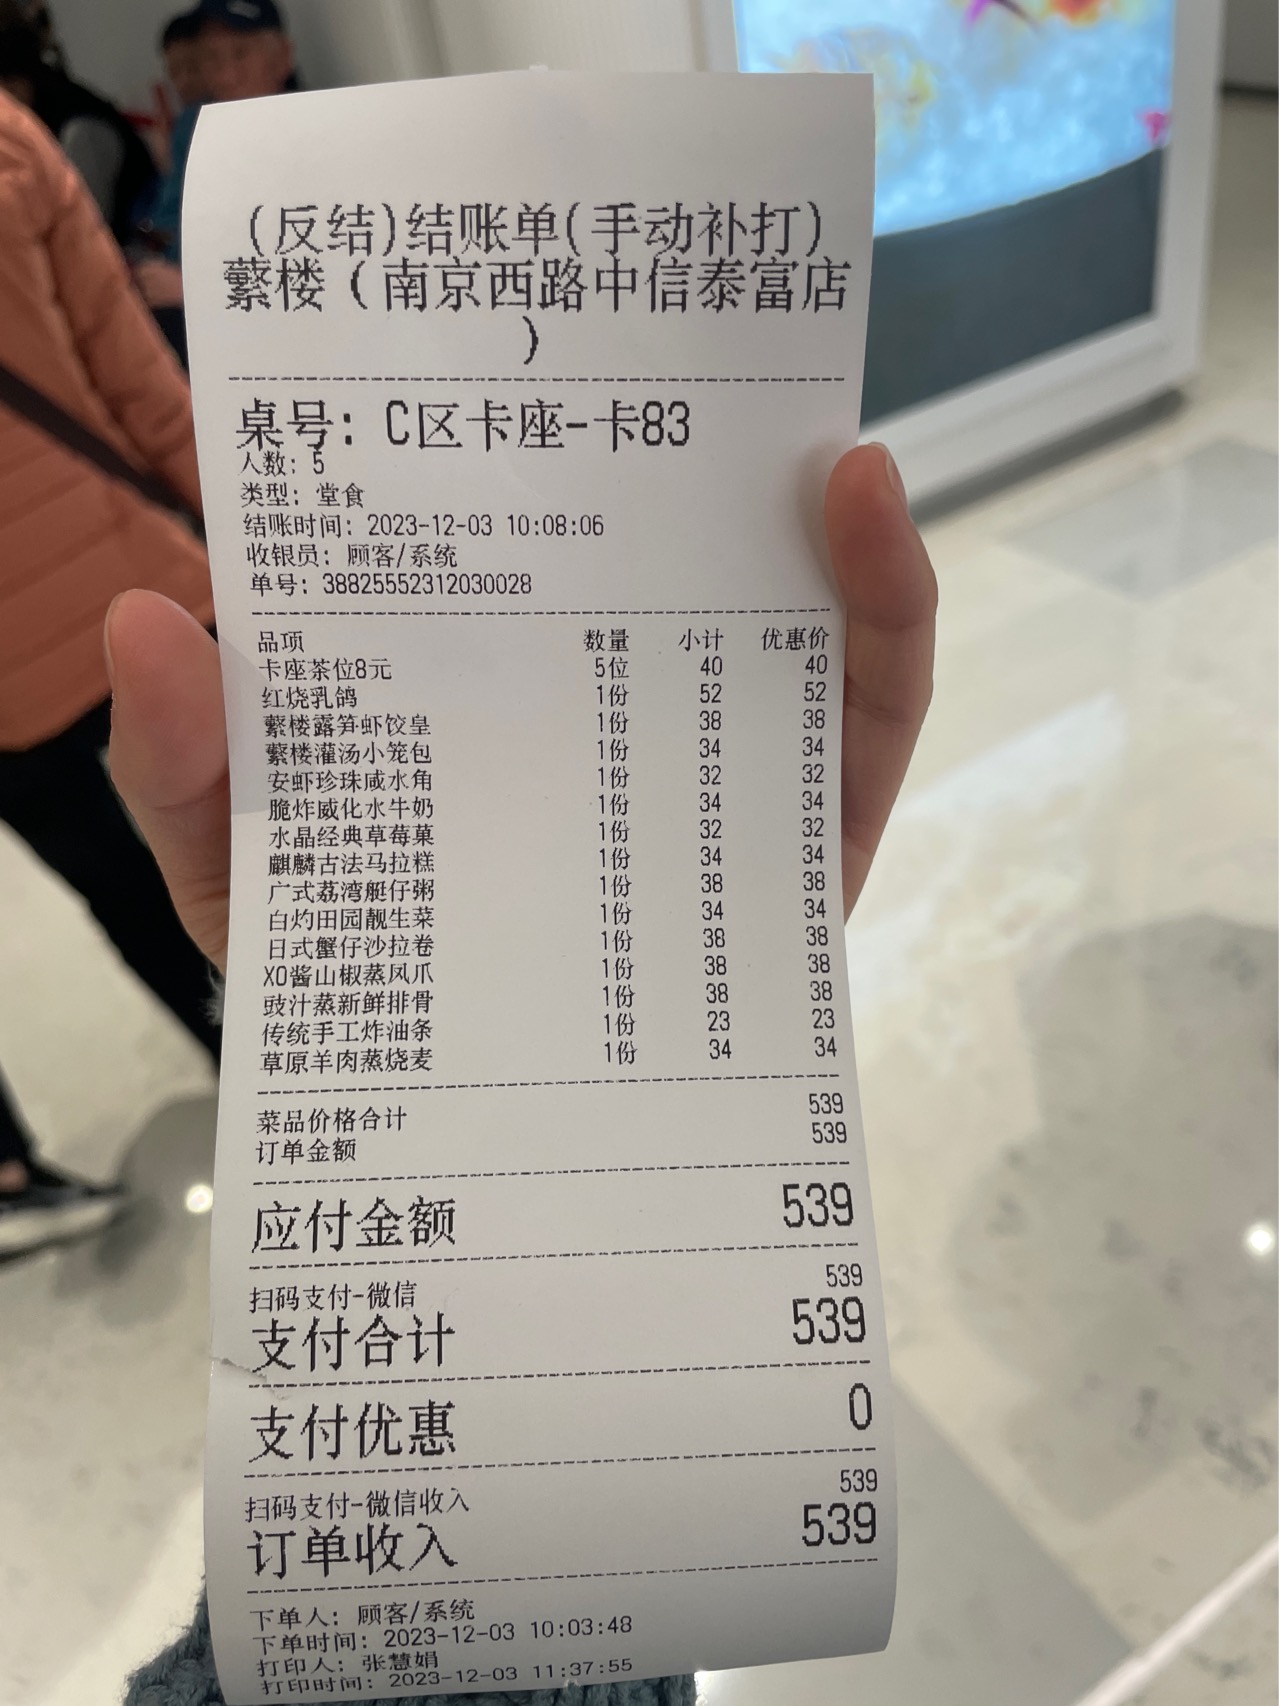 (反结)结账单(手动补打)
蘩楼（南京西路中信泰富店
）
桌号: C区卡座-卡83
人数: 5
类型: 堂食
结账时间: 2023-12-03 10:08:06
收银员: 顾客/系统
单号: 38825552312030028
品项 数量 小计 优惠价
卡座茶位8元 5位 40 40
红烧乳鸽 1份 52 52
蘩楼露笋虾饺皇 1份 38 38
蘩楼灌汤小笼包 1份 34 34
安虾珍珠咸水角 1份 32 32
脆炸威化水牛奶 1份 34 34
水晶经典草莓菓 1份 32 32
麒麟古法马拉糕 1份 34 34
广式荔湾艇仔粥 1份 38 38
白灼田园靓生菜 1份 34 34
日式蟹仔沙拉卷 1份 38 38
XO酱山椒蒸凤爪 1份 38 38
豉汁蒸新鲜排骨 1份 38 38
传统手工炸油条 1份 23 23
草原羊肉蒸烧麦 1份 34 34
菜品价格合计 539
订单金额 539
应付金额 539
扫码支付-微信 539
支付合计 539
支付优惠 0
扫码支付-微信收入 539
订单收入 539
下单人: 顾客/系统
下单时间: 2023-12-03 10:03:48
打印人: 张慧娟
打印时间: 2023-12-03 11:37:55